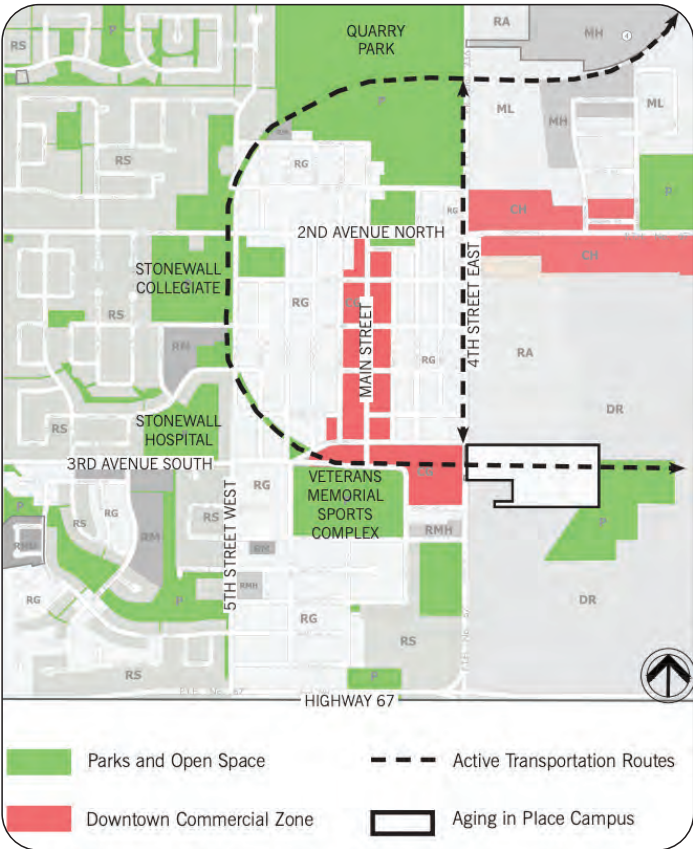 QUARRY
PARK
RA
MH
RS
P
P
ML
MH
ML
RS
RM
RG
P
RG
CH
2ND AVENUE NORTH
CH
STONEWALL
COLLEGIATE
RS
RG
MAIN STREET
4TH STREET EAST
RG
RA
RM
DR
RS
STONEWALL
HOSPITAL
3RD AVENUE SOUTH
5TH STREET WEST
RG
VETERANS
MEMORIAL
SPORTS
COMPLEX
P
RS
RG
RM
RS
RMH
P
RM
RMH
RG
P
RG
DR
RS
RS
P
HIGHWAY 67
Parks and Open Space
Active Transportation Routes
Downtown Commercial Zone
Aging in Place Campus